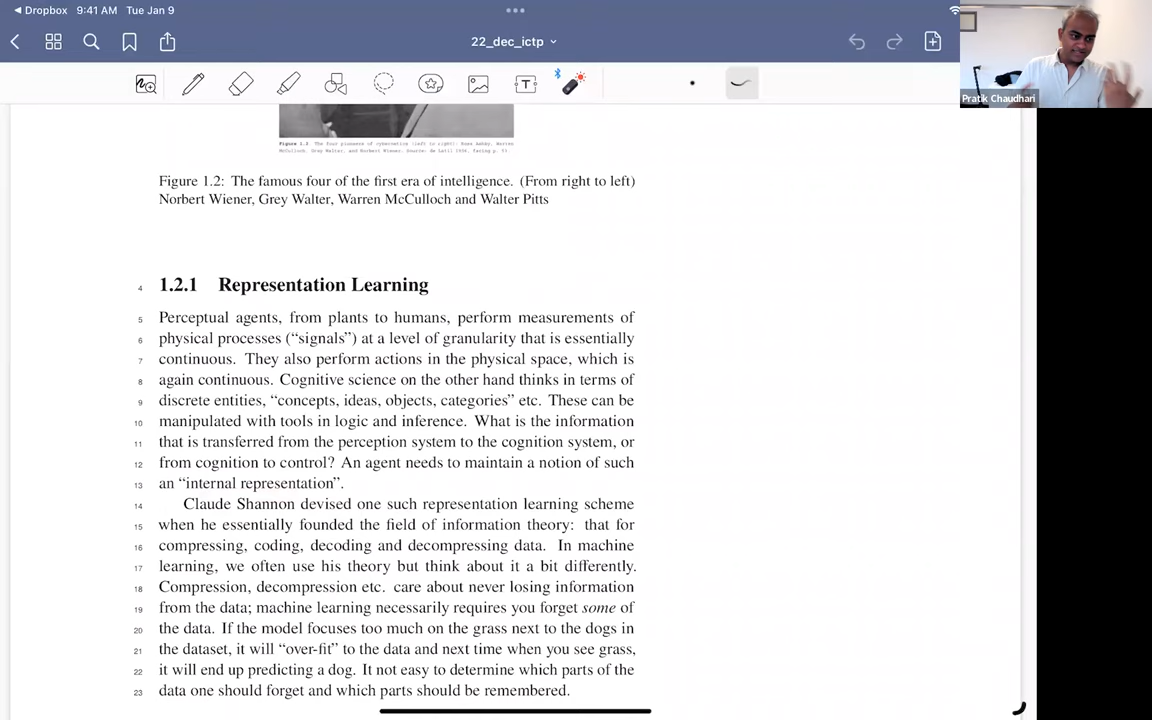 Dropbox 9:41 AM Tue Jan 9
22_dec_ictp
Pratik Chaudhari
Figure 1.2: The famous four of the first era of intelligence. (From right to left)
Norbert Wiener, Grey Walter, Warren McCulloch and Walter Pitts
4 1.2.1 Representation Learning
5 Perceptual agents, from plants to humans, perform measurements of
6 physical processes (“signals”) at a level of granularity that is essentially
7 continuous. They also perform actions in the physical space, which is
8 again continuous. Cognitive science on the other hand thinks in terms of
9 discrete entities, “concepts, ideas, objects, categories” etc. These can be
10 manipulated with tools in logic and inference. What is the information
11 that is transferred from the perception system to the cognition system, or
12 from cognition to control? An agent needs to maintain a notion of such
13 an “internal representation”.
14 Claude Shannon devised one such representation learning scheme
15 when he essentially founded the field of information theory: that for
16 compressing, coding, decoding and decompressing data. In machine
17 learning, we often use his theory but think about it a bit differently.
18 Compression, decompression etc. care about never losing information
19 from the data; machine learning necessarily requires you forget some of
20 the data. If the model focuses too much on the grass next to the dogs in
21 the dataset, it will “over-fit” to the data and next time when you see grass,
22 it will end up predicting a dog. It not easy to determine which parts of the
23 data one should forget and which parts should be remembered.